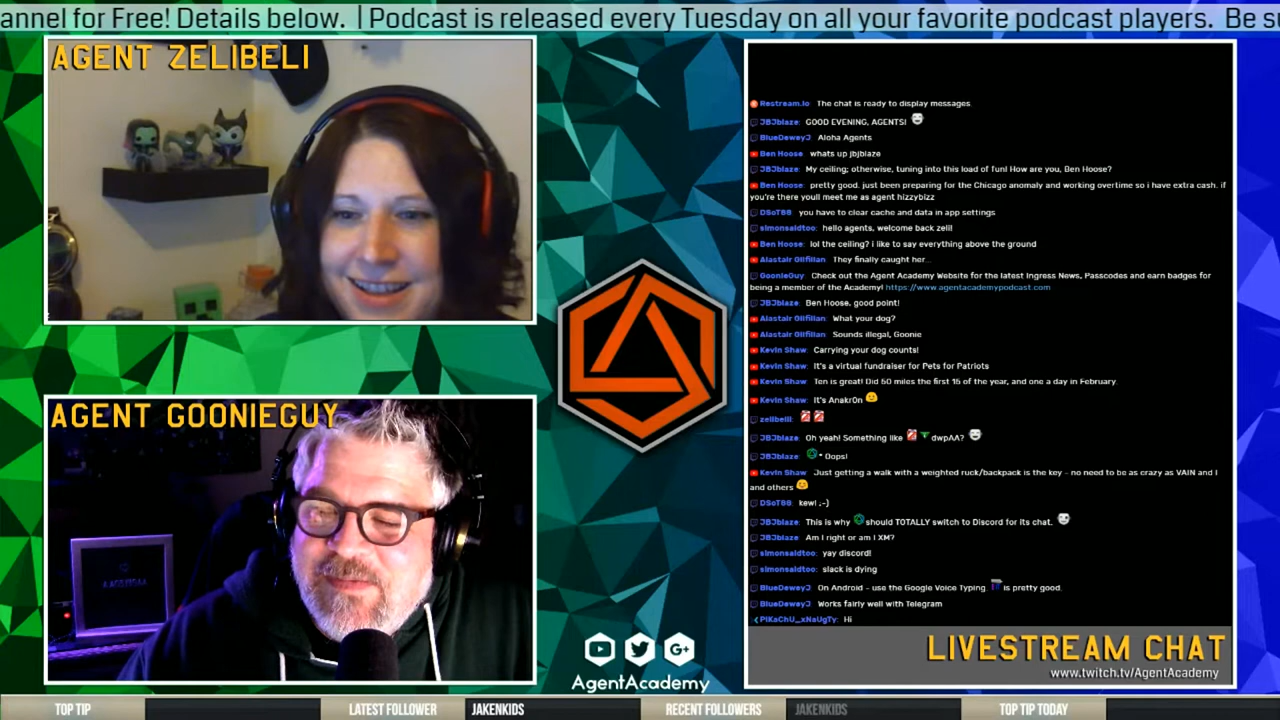 annel for Free! Details below. | Podcast is released every Tuesday on all your favorite podcast players. Be s
AGENT ZELIBELI
AGENT GOONIEGUY
AgentAcademy
Restream.io The chat is ready to display messages
JBJblaze: GOOD EVENING, AGENTS!
BlueDeweyJ: Aloha Agents
Ben Hoose: whats up jbjblaze
JBJblaze: My ceiling; otherwise, tuning into this load of fun! How are you, Ben Hoose?
Ben Hoose: pretty good. just been preparing for the Chicago anomaly and working overtime so i have extra cash. if
you're there youll meet me as agent hizzybizz
DSoT88: you have to clear cache and data in app settings
simonsaidtoo: hello agents, welcome back zeli!
Ben Hoose: lol the ceiling? i like to say everything above the ground
Alastair Gilfillan: They finally caught her...
GoonieGuy: Check out the Agent Academy Website for the latest Ingress News, Passcodes and earn badges for
being a member of the Academy! https://www.agentacademypodcast.com
JBJblaze: Ben Hoose, good point!
Alastair Gilfillan: What your dog?
Alastair Gilfillan: Sounds illegal, Goonie
Kevin Shaw: Carrying your dog counts!
Kevin Shaw: It's a virtual fundraiser for Pets for Patriots
Kevin Shaw: Ten is great! Did 50 miles the first 15 of the year, and one a day in February.
Kevin Shaw: It's Anakr0n
zelibeli:
JBJblaze: Oh yeah! Something like dwpAA?
JBJblaze: * Oops!
Kevin Shaw: Just getting a walk with a weighted ruck/backpack is the key - no need to be as crazy as VAIN and I
and others
DSoT88: kewl ;-)
JBJblaze: This is why should TOTALLY switch to Discord for its chat.
JBJblaze: Am I right or am I XM?
simonsaidtoo: yay discord!
simonsaidtoo: slack is dying
BlueDeweyJ: On Android - use the Google Voice Typing. is pretty good.
BlueDeweyJ: Works fairly well with Telegram
PiKaChU_xNaUgTy: Hi
LIVESTREAM CHAT
www.twitch.tv/AgentAcademy
TOP TIP
LATEST FOLLOWER
JAKENKIDS
RECENT FOLLOWERS
JAKENKIDS
TOP TIP TODAY